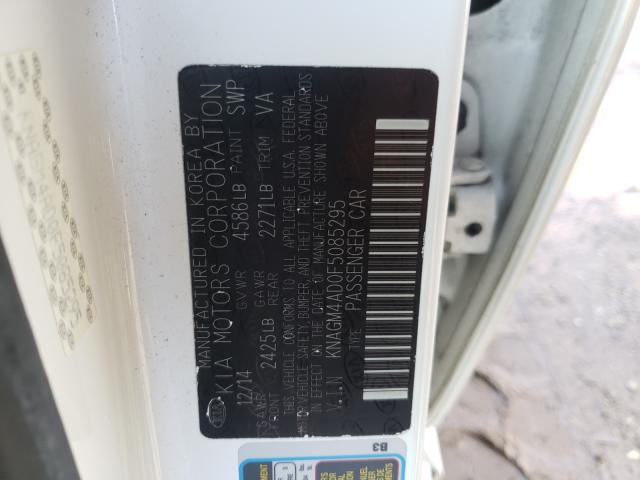 MANUFACTURED IN KOREA BY
KIA MOTORS CORPORATION
12/14 GVWR 4586LB PAINT SWP
GAWR GAWR
FRONT 2425LB REAR 2271LB TRIM VA
THIS VEHICLE CONFORMS TO ALL APPLICABLE U.S.A. FEDERAL
MOTOR VEHICLE SAFETY, BUMPER, AND THEFT PREVENTION STANDARDS
IN EFFECT ON THE DATE OF MANUFACTURE SHOWN ABOVE
V.I.N KNAGM4AD0F5085295
TYPE PASSENGER CAR
KIA
B3